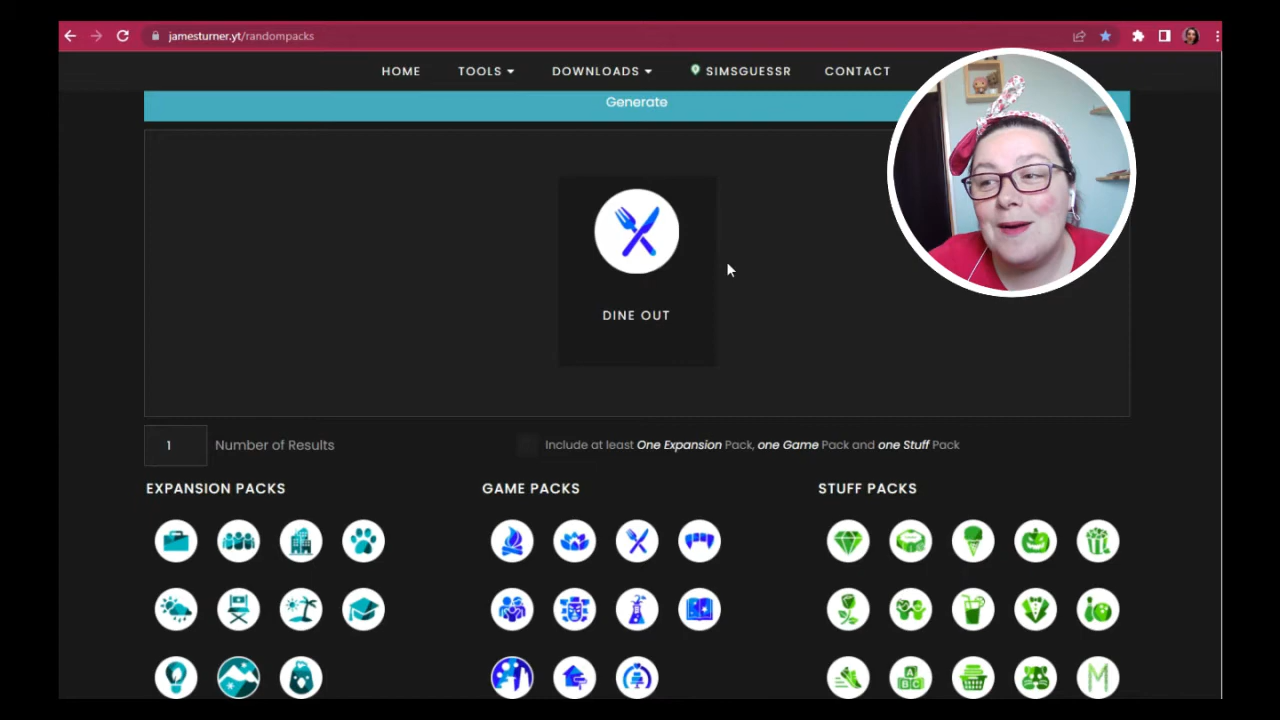 jamesturner.yt/randompacks
HOME TOOLS DOWNLOADS SIMSGUESSR CONTACT
Generate
DINE OUT
1 Number of Results Include at least One Expansion Pack, one Game Pack and one Stuff Pack
EXPANSION PACKS GAME PACKS STUFF PACKS
A B C
M